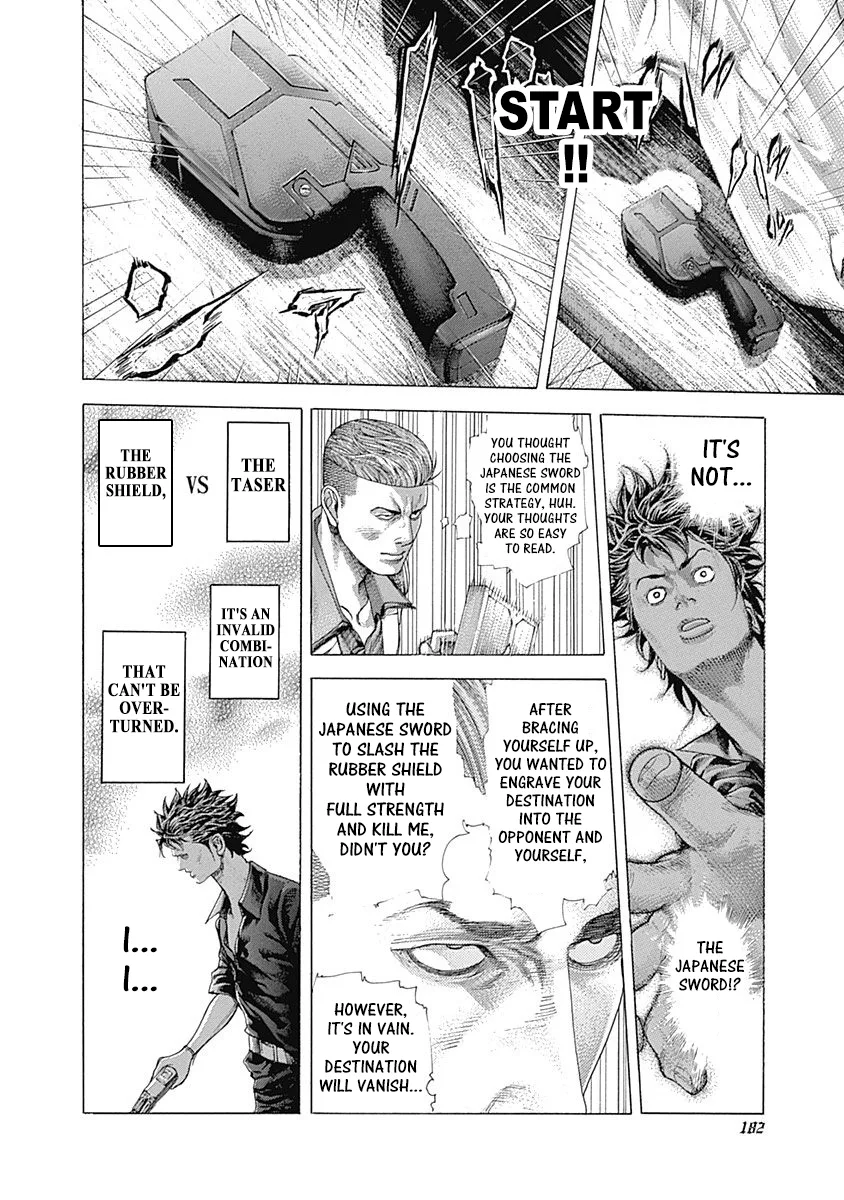 START
!!
IT'S
NOT...
THE
JAPANESE
SWORD!?
YOU THOUGHT
CHOOSING THE
JAPANESE SWORD
IS THE COMMON
STRATEGY, HUH.
YOUR THOUGHTS
ARE SO EASY
TO READ.
AFTER
BRACING
YOURSELF UP,
YOU WANTED TO
ENGRAVE YOUR
DESTINATION
INTO THE
OPPONENT AND
YOURSELF,
USING THE
JAPANESE SWORD
TO SLASH THE
RUBBER SHIELD
WITH
FULL STRENGTH
AND KILL ME,
DIDN'T YOU?
HOWEVER,
IT'S IN VAIN.
YOUR
DESTINATION
WILL VANISH...
THE
TASER
VS
THE
RUBBER
SHIELD,
IT'S AN
INVALID
COMBI-
NATION
THAT
CAN'T BE
OVER-
TURNED.
I...
I...
182